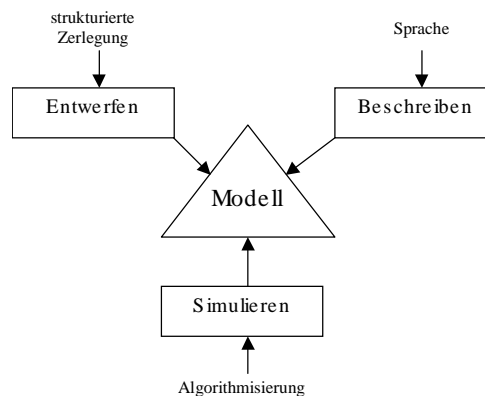 strukturierte
Zerlegung
Sprache
Entwerfen
Beschreiben
Modell
Simulieren
Algorithmisierung